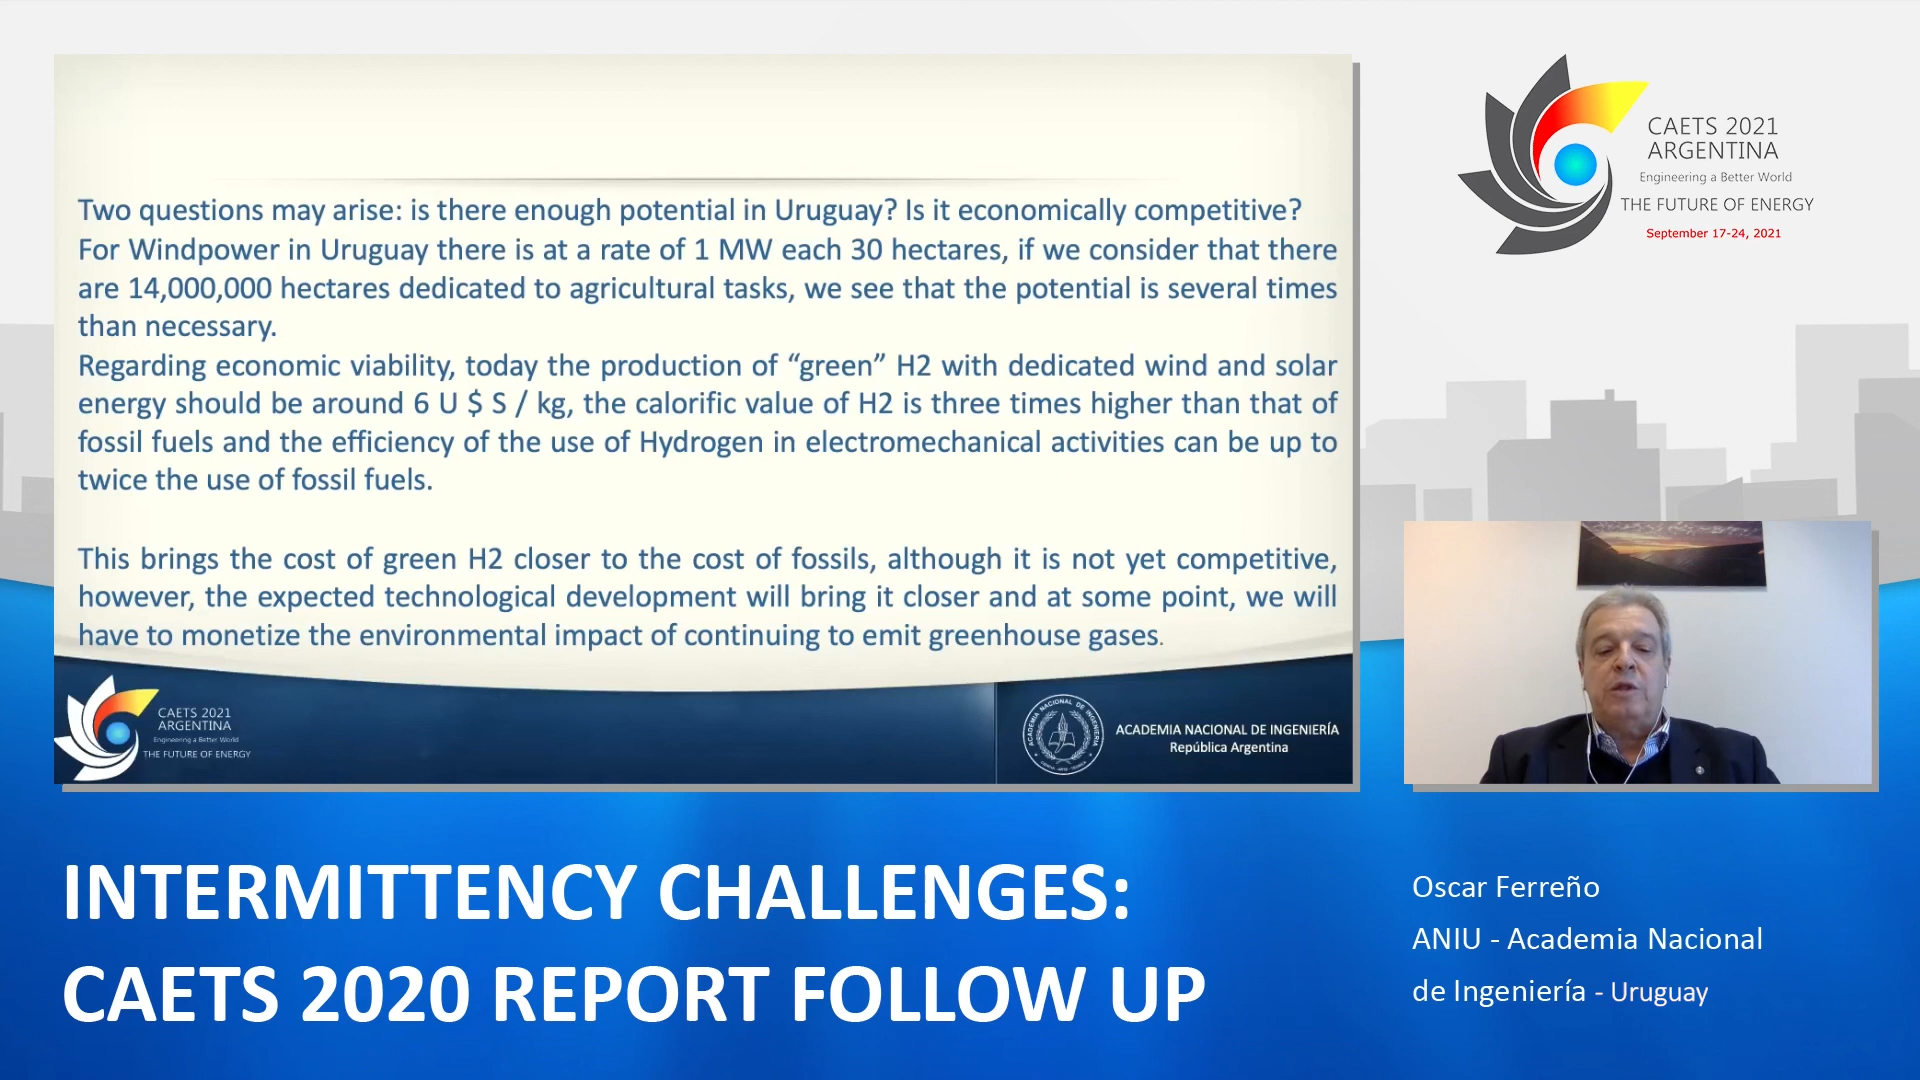 Two questions may arise: is there enough potential in Uruguay? Is it economically competitive?
For Windpower in Uruguay there is at a rate of 1 MW each 30 hectares, if we consider that there
are 14,000,000 hectares dedicated to agricultural tasks, we see that the potential is several times
than necessary.
Regarding economic viability, today the production of “green” H2 with dedicated wind and solar
energy should be around 6 U $ S / kg, the calorific value of H2 is three times higher than that of
fossil fuels and the efficiency of the use of Hydrogen in electromechanical activities can be up to
twice the use of fossil fuels.
This brings the cost of green H2 closer to the cost of fossils, although it is not yet competitive,
however, the expected technological development will bring it closer and at some point, we will
have to monetize the environmental impact of continuing to emit greenhouse gases.
CAETS 2021
ARGENTINA
Engineering a Better World
THE FUTURE OF ENERGY
ACADEMIA NACIONAL DE INGENIERIA
ACADEMIA NACIONAL DE INGENIERÍA
República Argentina
CAETS 2021
ARGENTINA
Engineering a Better World
THE FUTURE OF ENERGY
September 17-24, 2021
INTERMITTENCY CHALLENGES:
CAETS 2020 REPORT FOLLOW UP
Oscar Ferreño
ANIU - Academia Nacional
de Ingeniería - Uruguay